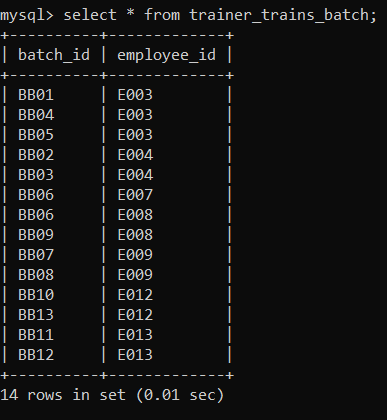 mysql> select * from trainer_trains_batch;
+----------+-------------+
| batch_id | employee_id |
+----------+-------------+
| BB01     | E003        |
| BB04     | E003        |
| BB05     | E003        |
| BB02     | E004        |
| BB03     | E004        |
| BB06     | E007        |
| BB06     | E008        |
| BB09     | E008        |
| BB07     | E009        |
| BB08     | E009        |
| BB10     | E012        |
| BB13     | E012        |
| BB11     | E013        |
| BB12     | E013        |
+----------+-------------+
14 rows in set (0.01 sec)